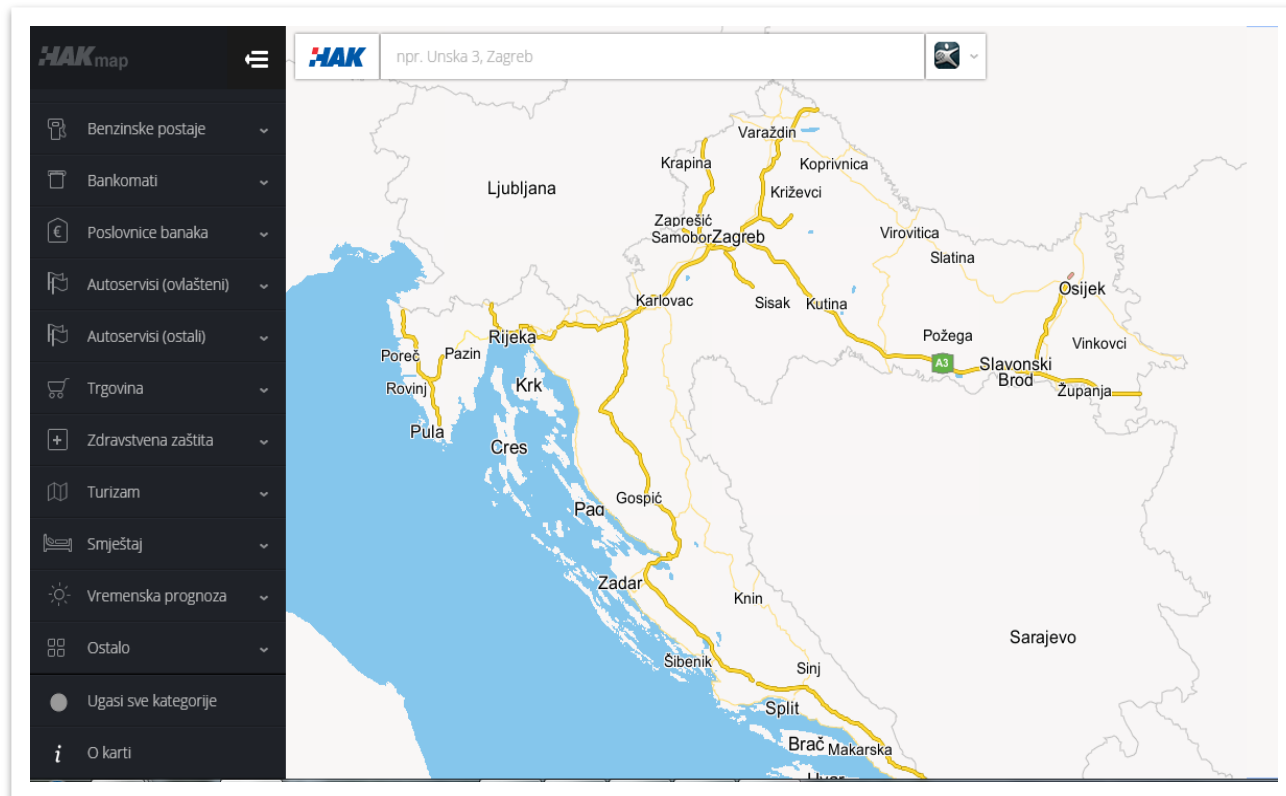 HAKmap
Benzinske postaje
Bankomati
Poslovnice banaka
Autoservisi (ovlašteni)
Autoservisi (ostali)
Trgovina
Zdravstvena zaštita
Turizam
Smještaj
Vremenska prognoza
Ostalo
Ugasi sve kategorije
i O karti
HAK npr. Unska 3, Zagreb
Varaždin
Krapina
Koprivnica
Ljubljana
Križevci
Zaprešić
Samobor Zagreb
Virovitica
Slatina
Osijek
Karlovac
Sisak
Kutina
Rijeka
Požega
Vinkovci
Poreč
Pazin
A3
Slavonski
Brod
Rovinj
Krk
Županja
Pula
Cres
Gospić
Pag
Zadar
Knin
Sarajevo
Šibenik
Sinj
Split
Brač
Makarska
Hvar